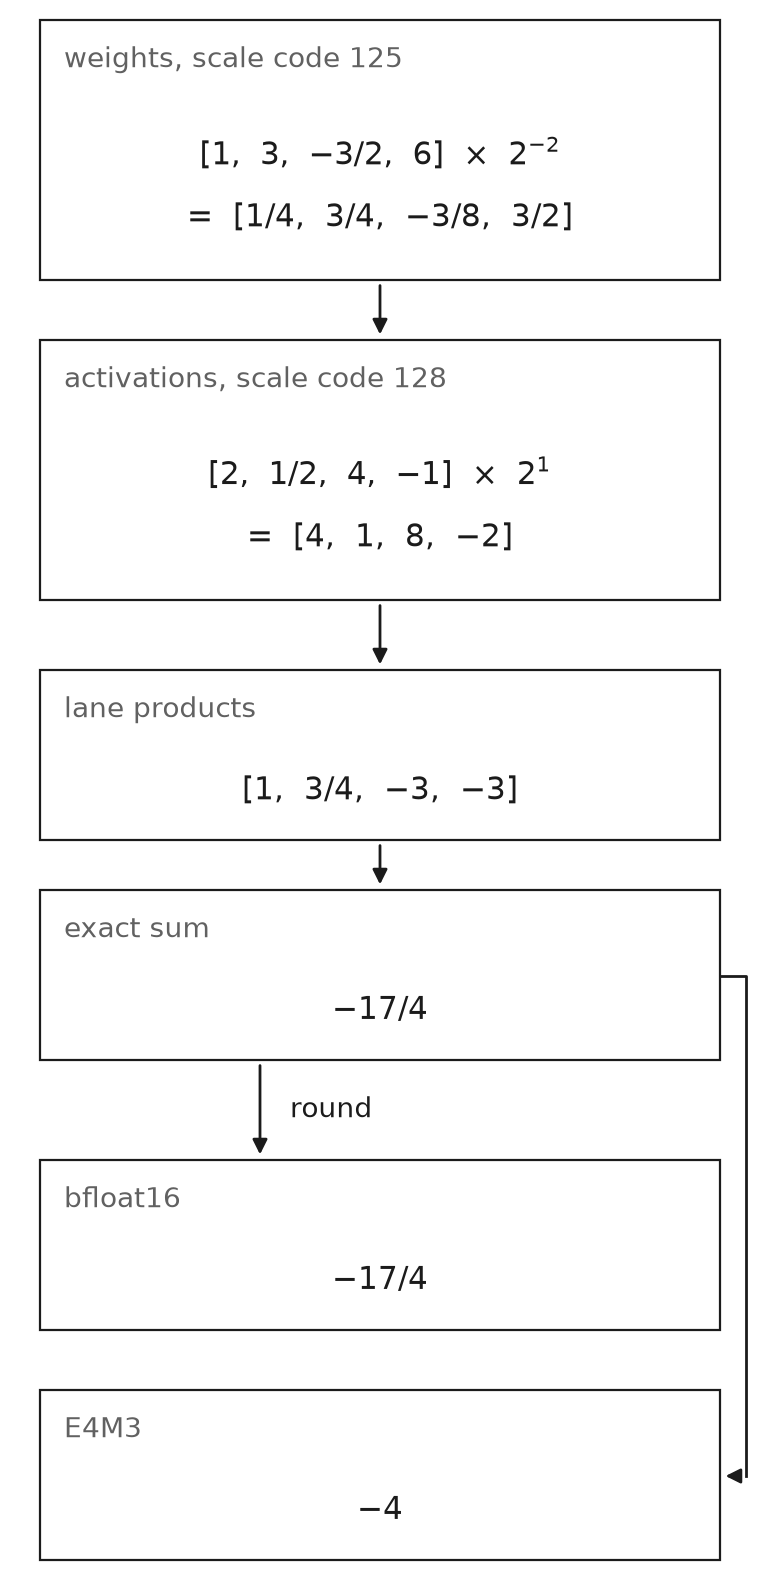 weights, scale code 125
[1, 3, −3/2, 6] × 2⁻²
= [1/4, 3/4, −3/8, 3/2]
activations, scale code 128
[2, 1/2, 4, −1] × 2¹
= [4, 1, 8, −2]
lane products
[1, 3/4, −3, −3]
exact sum
−17/4
round
bfloat16
−17/4
E4M3
−4